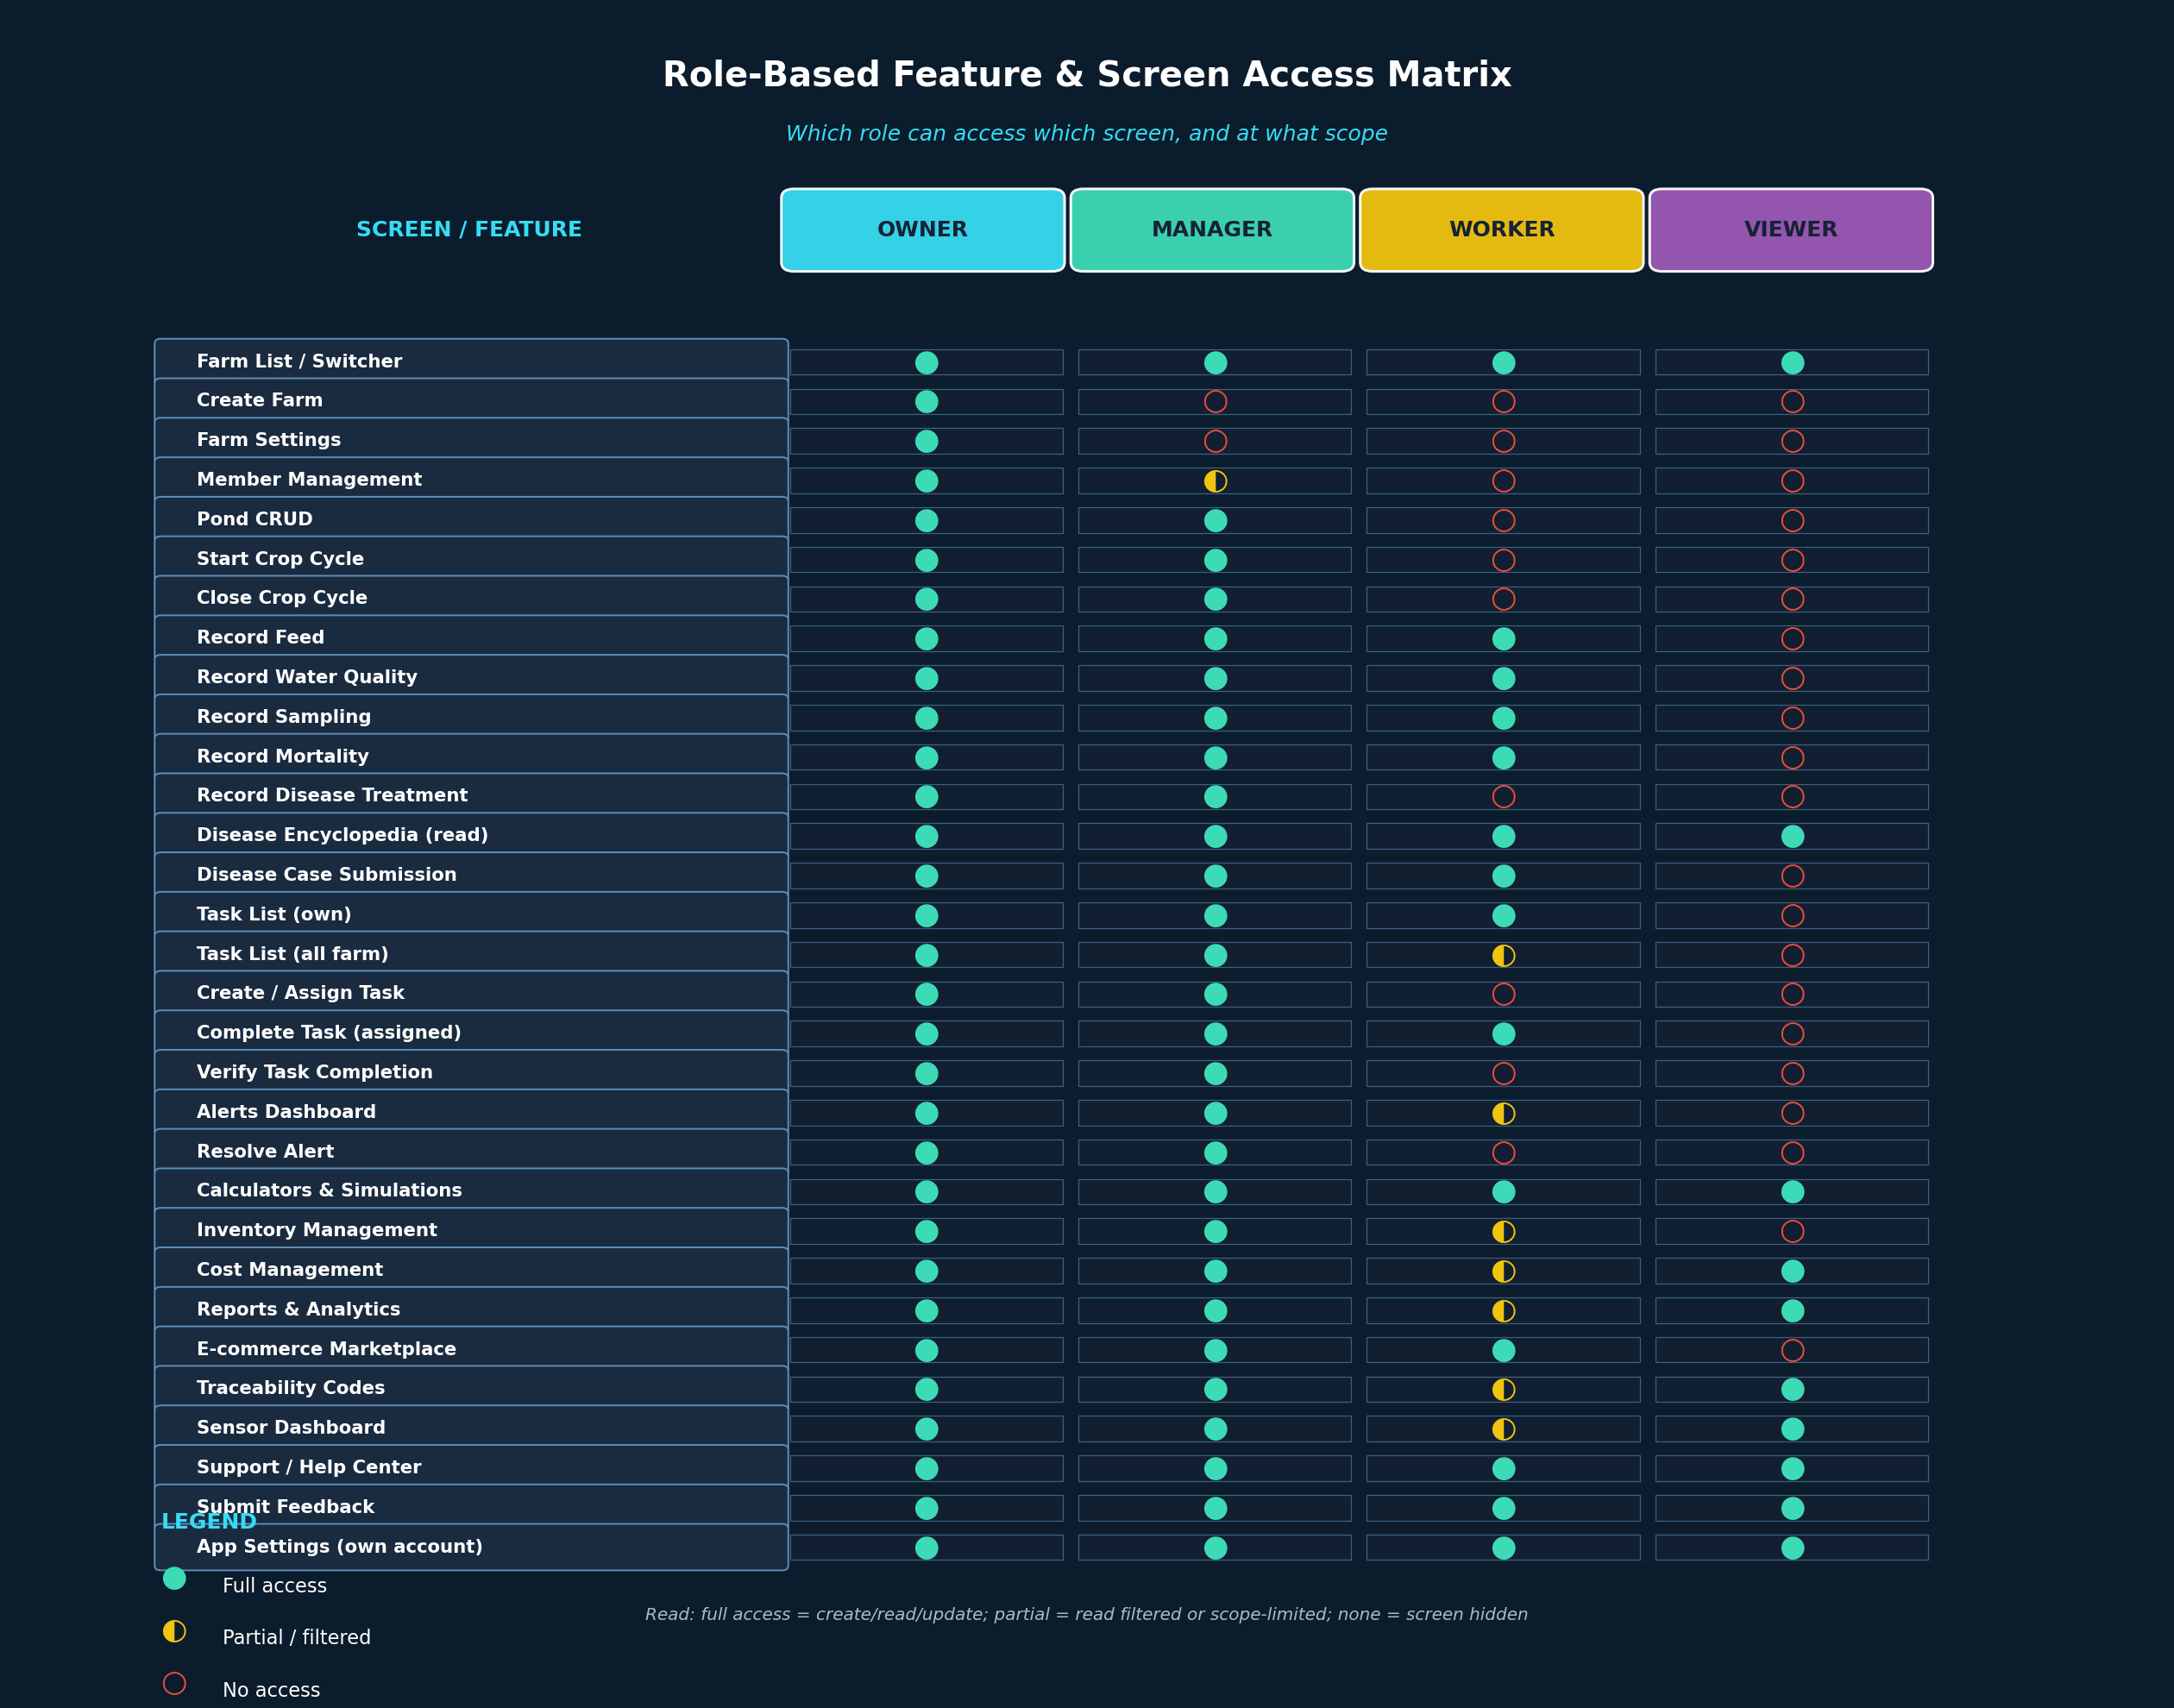 Role-Based Feature & Screen Access Matrix
Which role can access which screen, and at what scope
SCREEN / FEATURE OWNER MANAGER WORKER VIEWER
Farm List / Switcher
Create Farm
Farm Settings
Member Management
Pond CRUD
Start Crop Cycle
Close Crop Cycle
Record Feed
Record Water Quality
Record Sampling
Record Mortality
Record Disease Treatment
Disease Encyclopedia (read)
Disease Case Submission
Task List (own)
Task List (all farm)
Create / Assign Task
Complete Task (assigned)
Verify Task Completion
Alerts Dashboard
Resolve Alert
Calculators & Simulations
Inventory Management
Cost Management
Reports & Analytics
E-commerce Marketplace
Traceability Codes
Sensor Dashboard
Support / Help Center
Submit Feedback
LEGEND
App Settings (own account)
Full access
Read: full access = create/read/update; partial = read filtered or scope-limited; none = screen hidden
Partial / filtered
No access